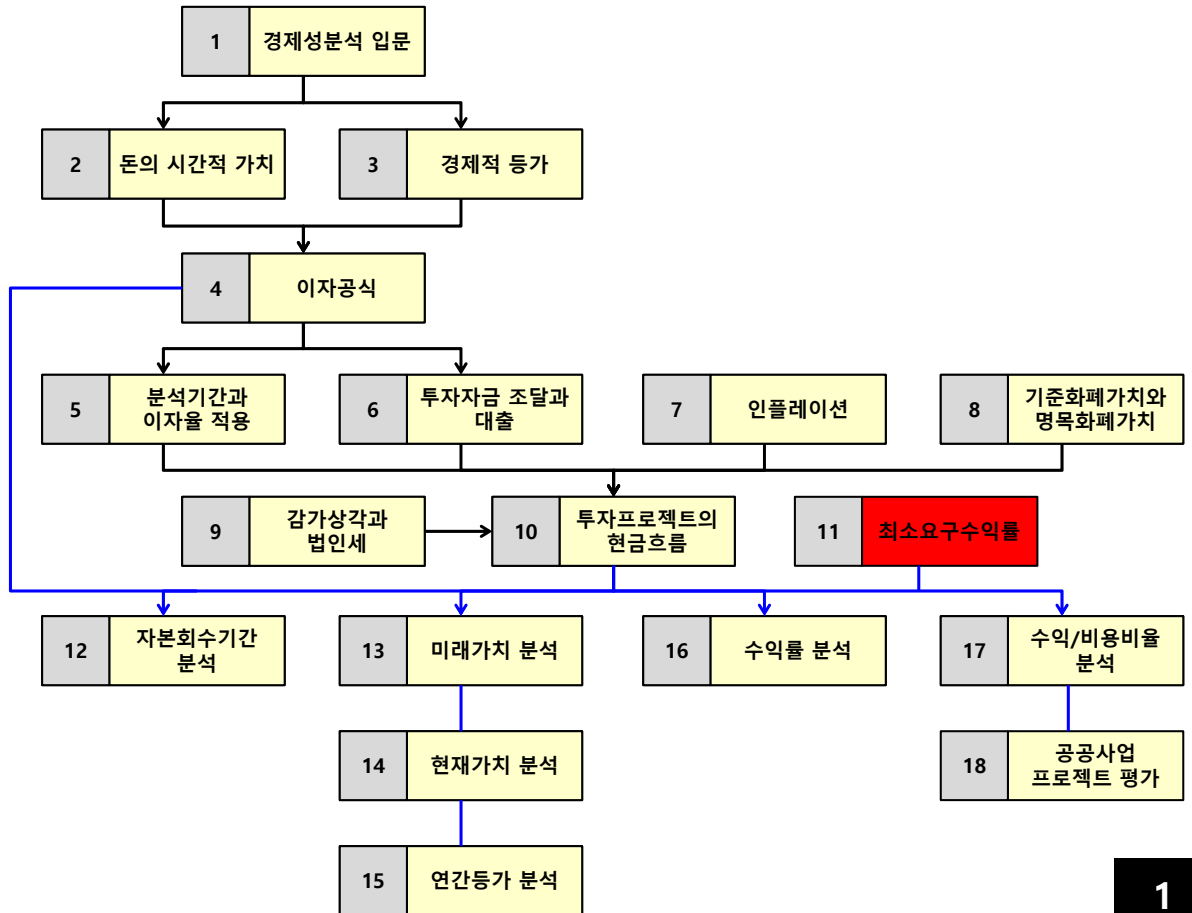 1
경제성분석 입문
2
돈의 시간적 가치
3
경제적 등가
4
이자공식
5
분석기간과
이자율 적용
6
투자자금 조달과
대출
7
인플레이션
8
기준화폐가치와
명목화폐가치
9
감가상각과
법인세
10
투자프로젝트의
현금흐름
11
최소요구수익률
12
자본회수기간
분석
13
미래가치 분석
16
수익률 분석
17
수익/비용비율
분석
14
현재가치 분석
18
공공사업
프로젝트 평가
15
연간등가 분석
1